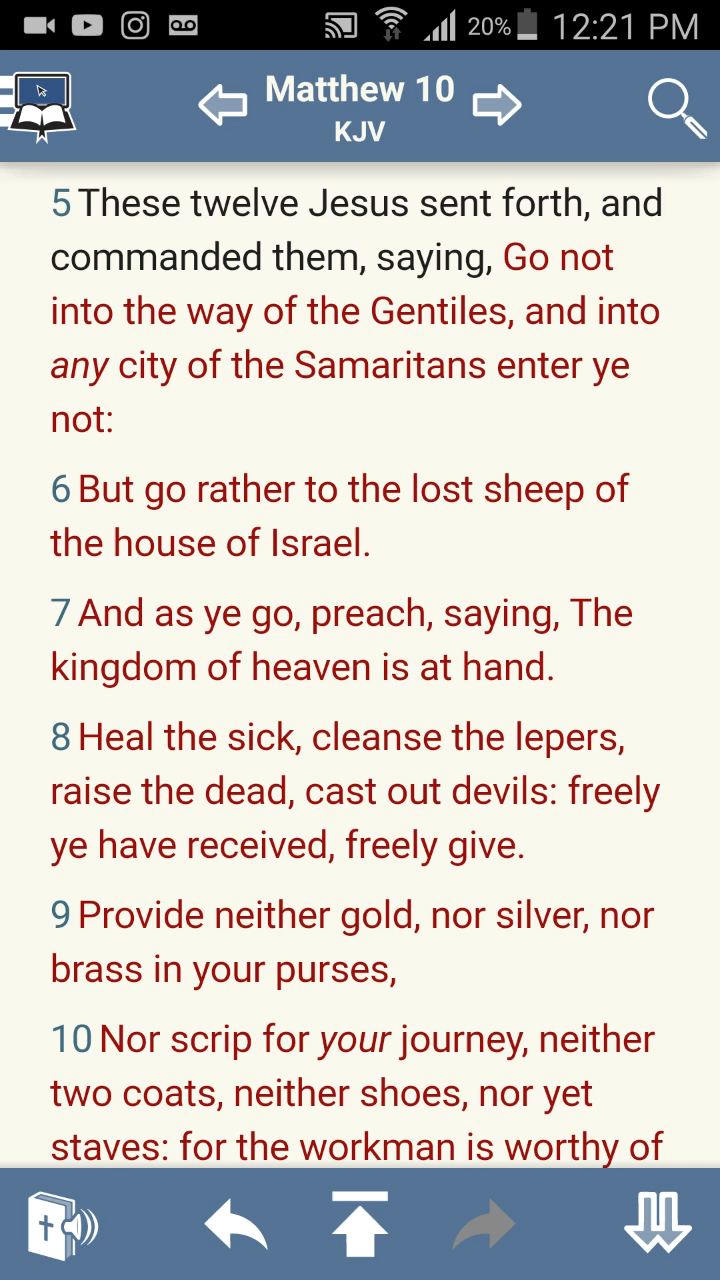 20% 12:21 PM
Matthew 10
KJV
5 These twelve Jesus sent forth, and
commanded them, saying, Go not
into the way of the Gentiles, and into
any city of the Samaritans enter ye
not:
6 But go rather to the lost sheep of
the house of Israel.
7 And as ye go, preach, saying, The
kingdom of heaven is at hand.
8 Heal the sick, cleanse the lepers,
raise the dead, cast out devils: freely
ye have received, freely give.
9 Provide neither gold, nor silver, nor
brass in your purses,
10 Nor scrip for your journey, neither
two coats, neither shoes, nor yet
staves: for the workman is worthy of